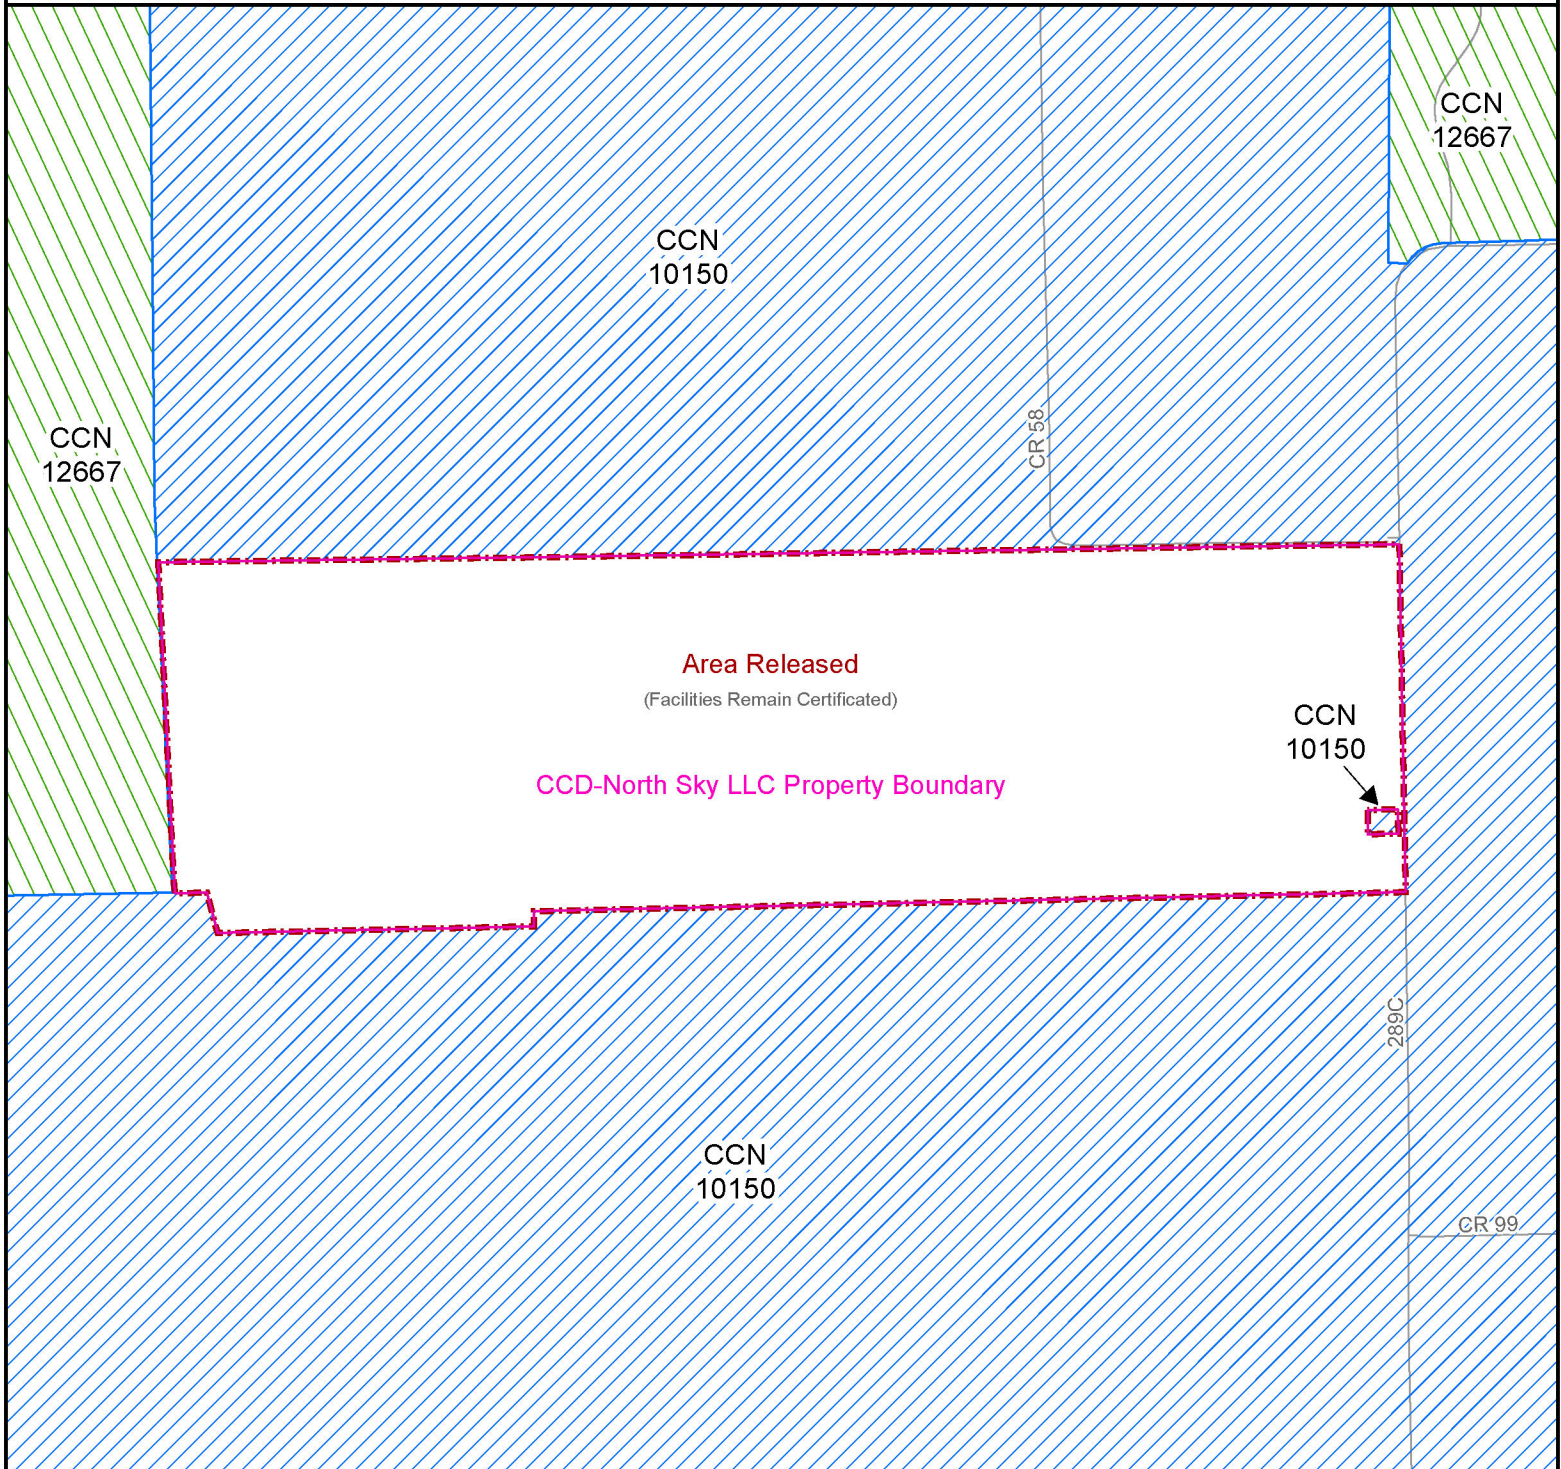 CCN
12667
CCN
10150
CR 58
CCN
12667
Area Released
(Facilities Remain Certificated)
CCN
10150
CCD-North Sky LLC Property Boundary
289C
CCN
10150
CR 99